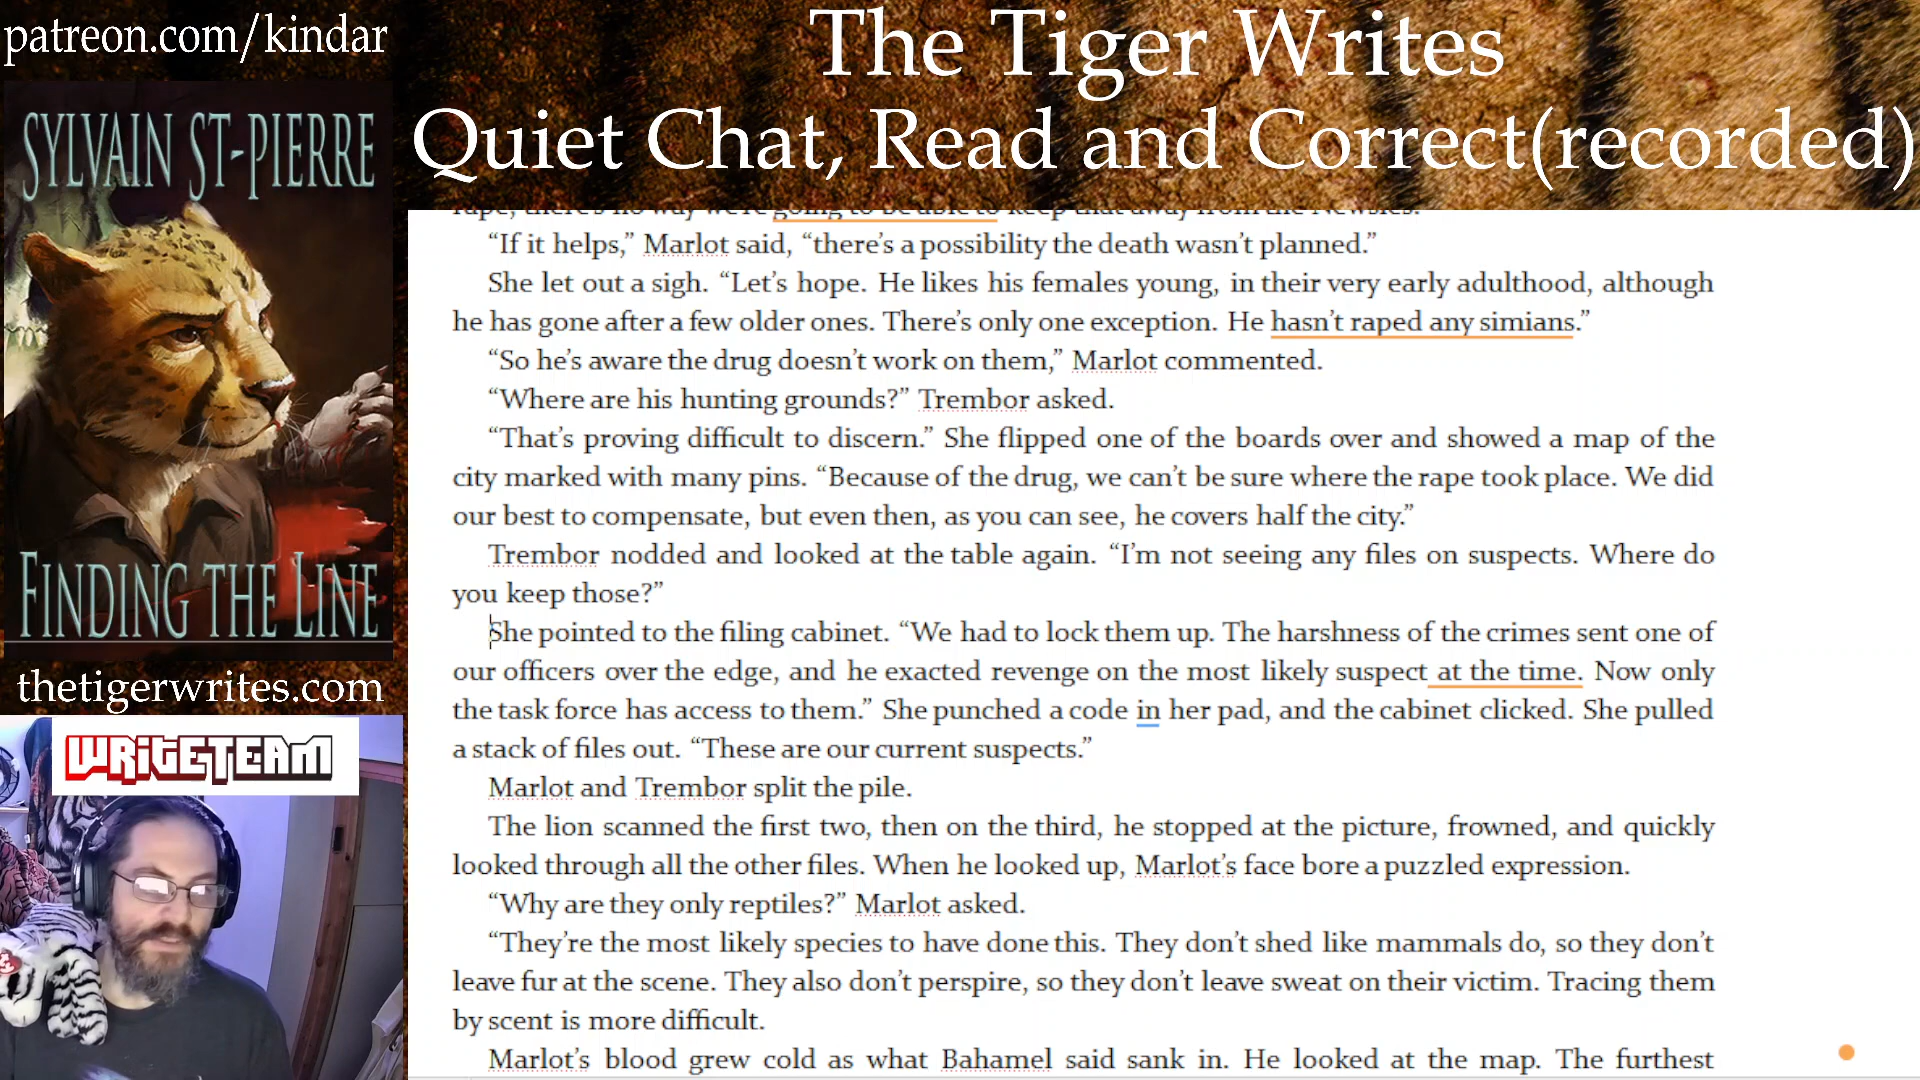 patreon.com/kindar
The Tiger Writes
Quiet Chat, Read and Correct(recorded)
SYLVAIN ST-PIERRE
FINDING THE LINE
thetigerwrites.com
WRITETEAM
rape, there's no way we're going to be able to keep that away from the Newsies.
“If it helps,” Marlot said, “there’s a possibility the death wasn’t planned.”
She let out a sigh. “Let’s hope. He likes his females young, in their very early adulthood, although
he has gone after a few older ones. There’s only one exception. He hasn’t raped any simians.”
“So he’s aware the drug doesn’t work on them,” Marlot commented.
“Where are his hunting grounds?” Trembor asked.
“That’s proving difficult to discern.” She flipped one of the boards over and showed a map of the
city marked with many pins. “Because of the drug, we can’t be sure where the rape took place. We did
our best to compensate, but even then, as you can see, he covers half the city.”
Trembor nodded and looked at the table again. “I’m not seeing any files on suspects. Where do
you keep those?”
She pointed to the filing cabinet. “We had to lock them up. The harshness of the crimes sent one of
our officers over the edge, and he exacted revenge on the most likely suspect at the time. Now only
the task force has access to them.” She punched a code in her pad, and the cabinet clicked. She pulled
a stack of files out. “These are our current suspects.”
Marlot and Trembor split the pile.
The lion scanned the first two, then on the third, he stopped at the picture, frowned, and quickly
looked through all the other files. When he looked up, Marlot’s face bore a puzzled expression.
“Why are they only reptiles?” Marlot asked.
“They’re the most likely species to have done this. They don’t shed like mammals do, so they don’t
leave fur at the scene. They also don’t perspire, so they don’t leave sweat on their victim. Tracing them
by scent is more difficult.
Marlot’s blood grew cold as what Bahamel said sank in. He looked at the map. The furthest